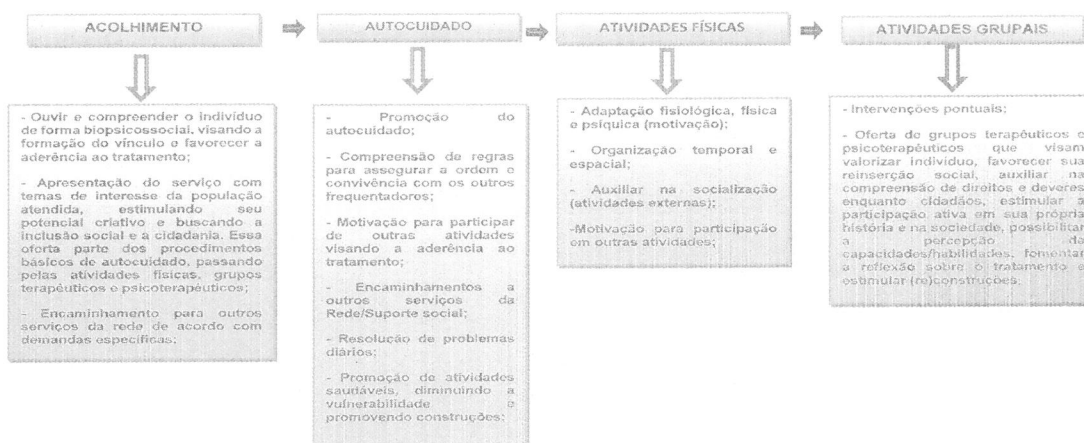 ACOLHIMENTO
- Ouvir e compreender o indivíduo
de forma biopsicossocial, visando a
formação do vínculo e favorecer a
aderência ao tratamento;
- Apresentação do serviço com
temas de interesse da população
atendida, estimulando seu
potencial criativo e buscando a
inclusão social e a cidadania. Essa
oferta parte dos procedimentos
básicos de autocuidado, passando
pelas atividades físicas, grupos
terapêuticos e psicoterapêuticos;
- Encaminhamento para outros
serviços da rede de acordo com
demandas específicas;
AUTOCUIDADO
- Promoção do
autocuidado;
- Compreensão de regras
para assegurar a ordem e
convivência com os outros
frequentadores;
- Motivação para participar
de outras atividades
visando a aderência ao
tratamento;
- Encaminhamentos a
outros serviços da
Rede/Suporte social;
- Resolução de problemas
diários;
- Promoção de atividades
saudáveis, diminuindo a
vulnerabilidade e
promovendo construções;
ATIVIDADES FÍSICAS
- Adaptação fisiológica, física
e psíquica (motivação);
- Organização temporal e
espacial;
- Auxiliar na socialização
(atividades externas);
-Motivação para participação
em outras atividades;
ATIVIDADES GRUPAIS
- Intervenções pontuais;
- Oferta de grupos terapêuticos e
psicoterapêuticos que visam
valorizar indivíduo, favorecer sua
reinserção social, auxiliar na
compreensão de direitos e deveres
enquanto cidadãos, estimular a
participação ativa em sua própria
história e na sociedade, possibilitar
a percepção da
capacidades/habilidades, fomentar
a reflexão sobre o tratamento e
estimular (re)construções;